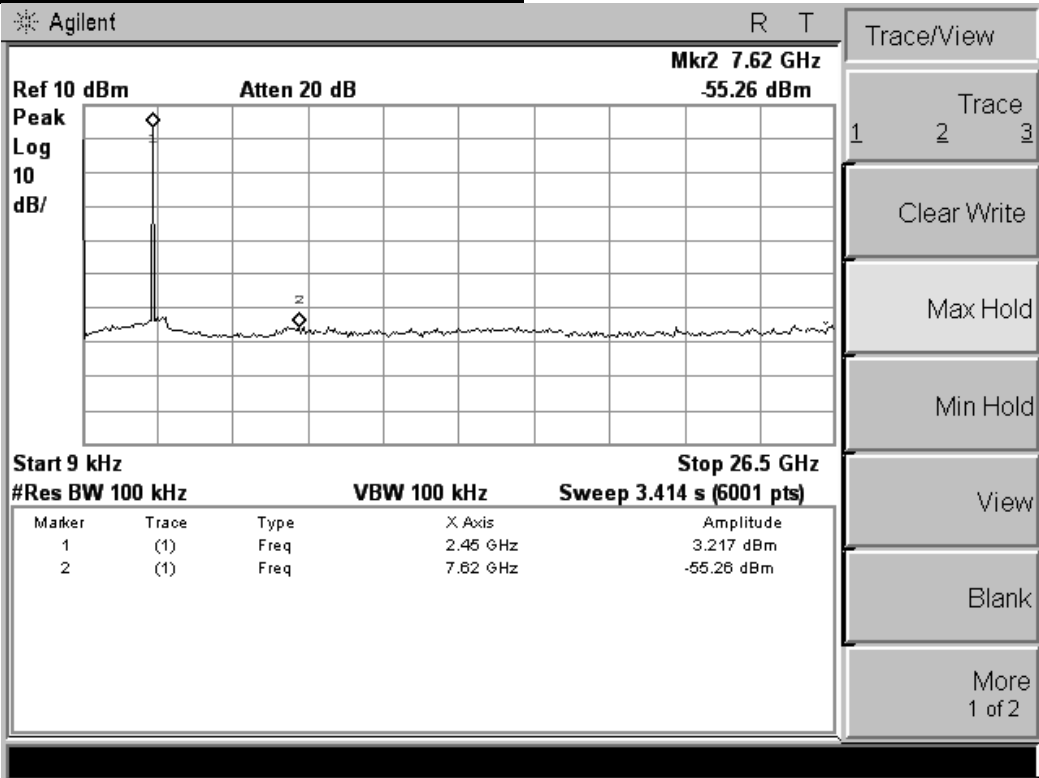 Agilent R T
Mkr2 7.62 GHz
Ref 10 dBm Atten 20 dB -55.26 dBm
Peak
Log
10
dB/
1
2
Start 9 kHz Stop 26.5 GHz
#Res BW 100 kHz VBW 100 kHz Sweep 3.414 s (6001 pts)
Marker Trace Type X Axis Amplitude
1 (1) Freq 2.45 GHz 3.217 dBm
2 (1) Freq 7.62 GHz -55.26 dBm
Trace/View
Trace
1 2 3
Clear Write
Max Hold
Min Hold
View
Blank
More
1 of 2